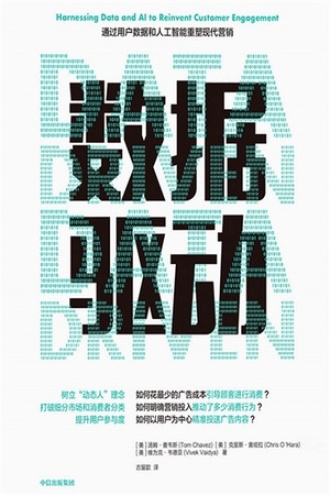 Harnessing Data and AI to Reinvent Customer Engagement
通过用户数据和人工智能重塑现代营销
DATA
数据
DRIVEN
驱动
树立“动态人”理念
打破细分市场和消费者分类
提升用户参与度
如何花最少的广告成本引导顾客进行消费？
如何明确营销投入推动了多少消费行为？
如何以用户为中心精准投送广告内容？
[美] 汤姆·查韦斯 (Tom Chavez) [美] 克里斯·奥哈拉 (Chris O'Hara)
[美] 维为克·韦德亚 (Vivek Vaidya) 著
中信出版集团